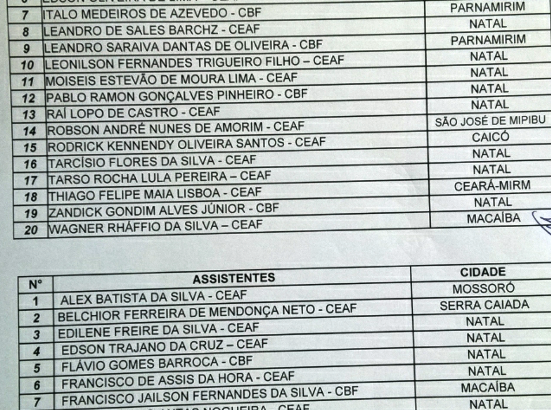 7 ITALO MEDEIROS DE AZEVEDO - CBF PARNAMIRIM
8 LEANDRO DE SALES BARCHZ - CEAF NATAL
9 LEANDRO SARAIVA DANTAS DE OLIVEIRA - CBF PARNAMIRIM
10 LEONILSON FERNANDES TRIGUEIRO FILHO – CEAF NATAL
11 MOISEIS ESTEVÃO DE MOURA LIMA - CEAF NATAL
12 PABLO RAMON GONÇALVES PINHEIRO - CBF NATAL
13 RAÍ LOPO DE CASTRO - CEAF NATAL
14 ROBSON ANDRÉ NUNES DE AMORIM - CEAF SÃO JOSÉ DE MIPIBU
15 RODRICK KENNENDY OLIVEIRA SANTOS - CEAF CAICÓ
16 TARCÍSIO FLORES DA SILVA - CEAF NATAL
17 TARSO ROCHA LULA PEREIRA – CEAF NATAL
18 THIAGO FELIPE MAIA LISBOA - CEAF CEARÁ-MIRM
19 ZANDICK GONDIM ALVES JÚNIOR - CBF NATAL
20 WAGNER RHÁFFIO DA SILVA – CEAF MACAÍBA
Nº ASSISTENTES CIDADE
1 ALEX BATISTA DA SILVA - CEAF MOSSORÓ
2 BELCHIOR FERREIRA DE MENDONÇA NETO - CEAF SERRA CAIADA
3 EDILENE FREIRE DA SILVA - CEAF NATAL
4 EDSON TRAJANO DA CRUZ – CEAF NATAL
5 FLÁVIO GOMES BARROCA - CBF NATAL
6 FRANCISCO DE ASSIS DA HORA - CEAF NATAL
7 FRANCISCO JAILSON FERNANDES DA SILVA - CBF MACAÍBA
NOGUEIRA - CEAF NATAL